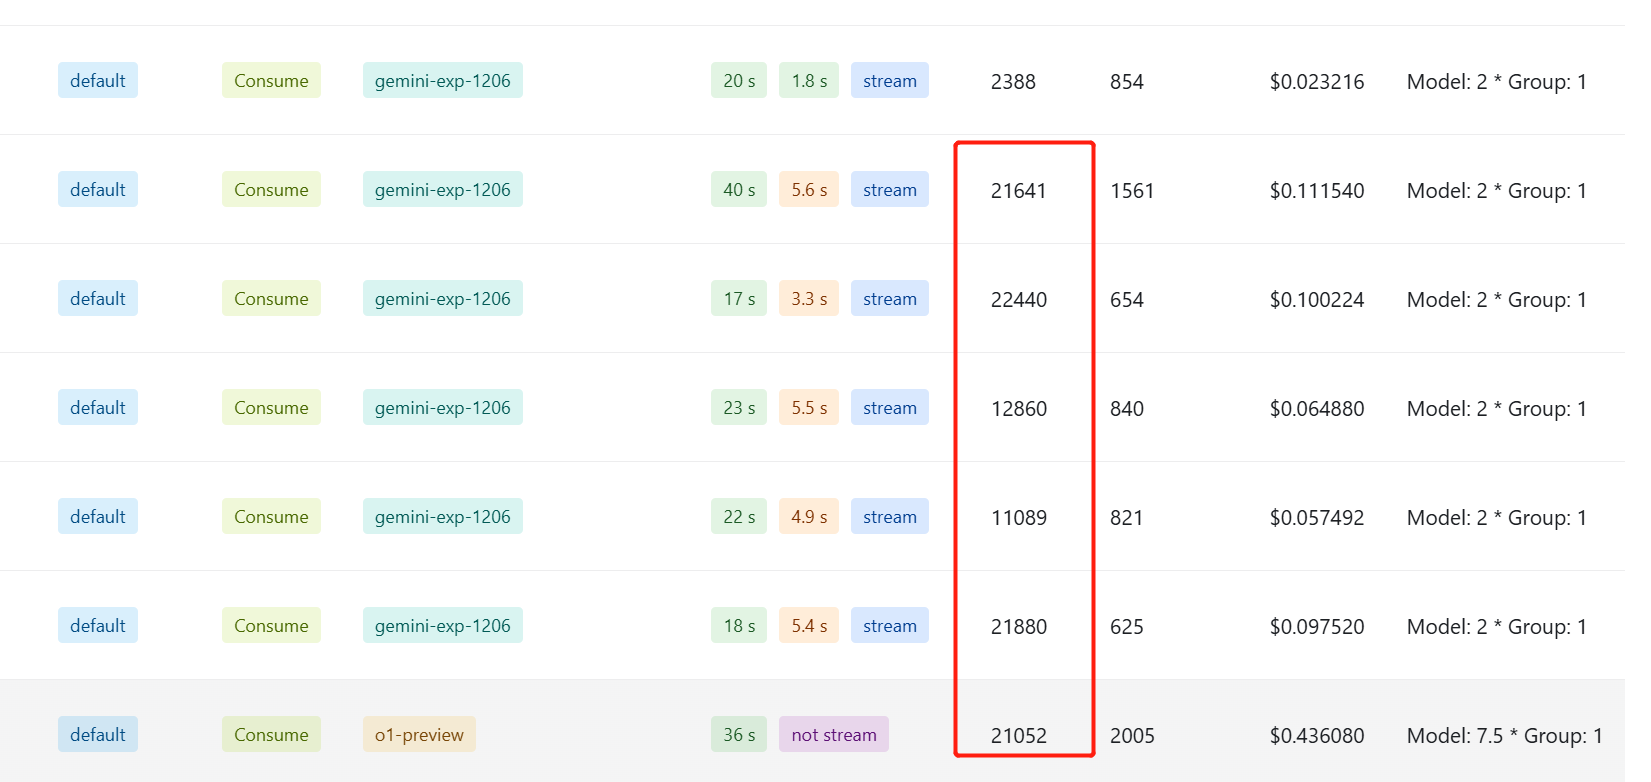 default Consume gemini-exp-1206 20 s 1.8 s stream 2388 854 $0.023216 Model: 2 * Group: 1
default Consume gemini-exp-1206 40 s 5.6 s stream 21641 1561 $0.111540 Model: 2 * Group: 1
default Consume gemini-exp-1206 17 s 3.3 s stream 22440 654 $0.100224 Model: 2 * Group: 1
default Consume gemini-exp-1206 23 s 5.5 s stream 12860 840 $0.064880 Model: 2 * Group: 1
default Consume gemini-exp-1206 22 s 4.9 s stream 11089 821 $0.057492 Model: 2 * Group: 1
default Consume gemini-exp-1206 18 s 5.4 s stream 21880 625 $0.097520 Model: 2 * Group: 1
default Consume o1-preview 36 s not stream 21052 2005 $0.436080 Model: 7.5 * Group: 1